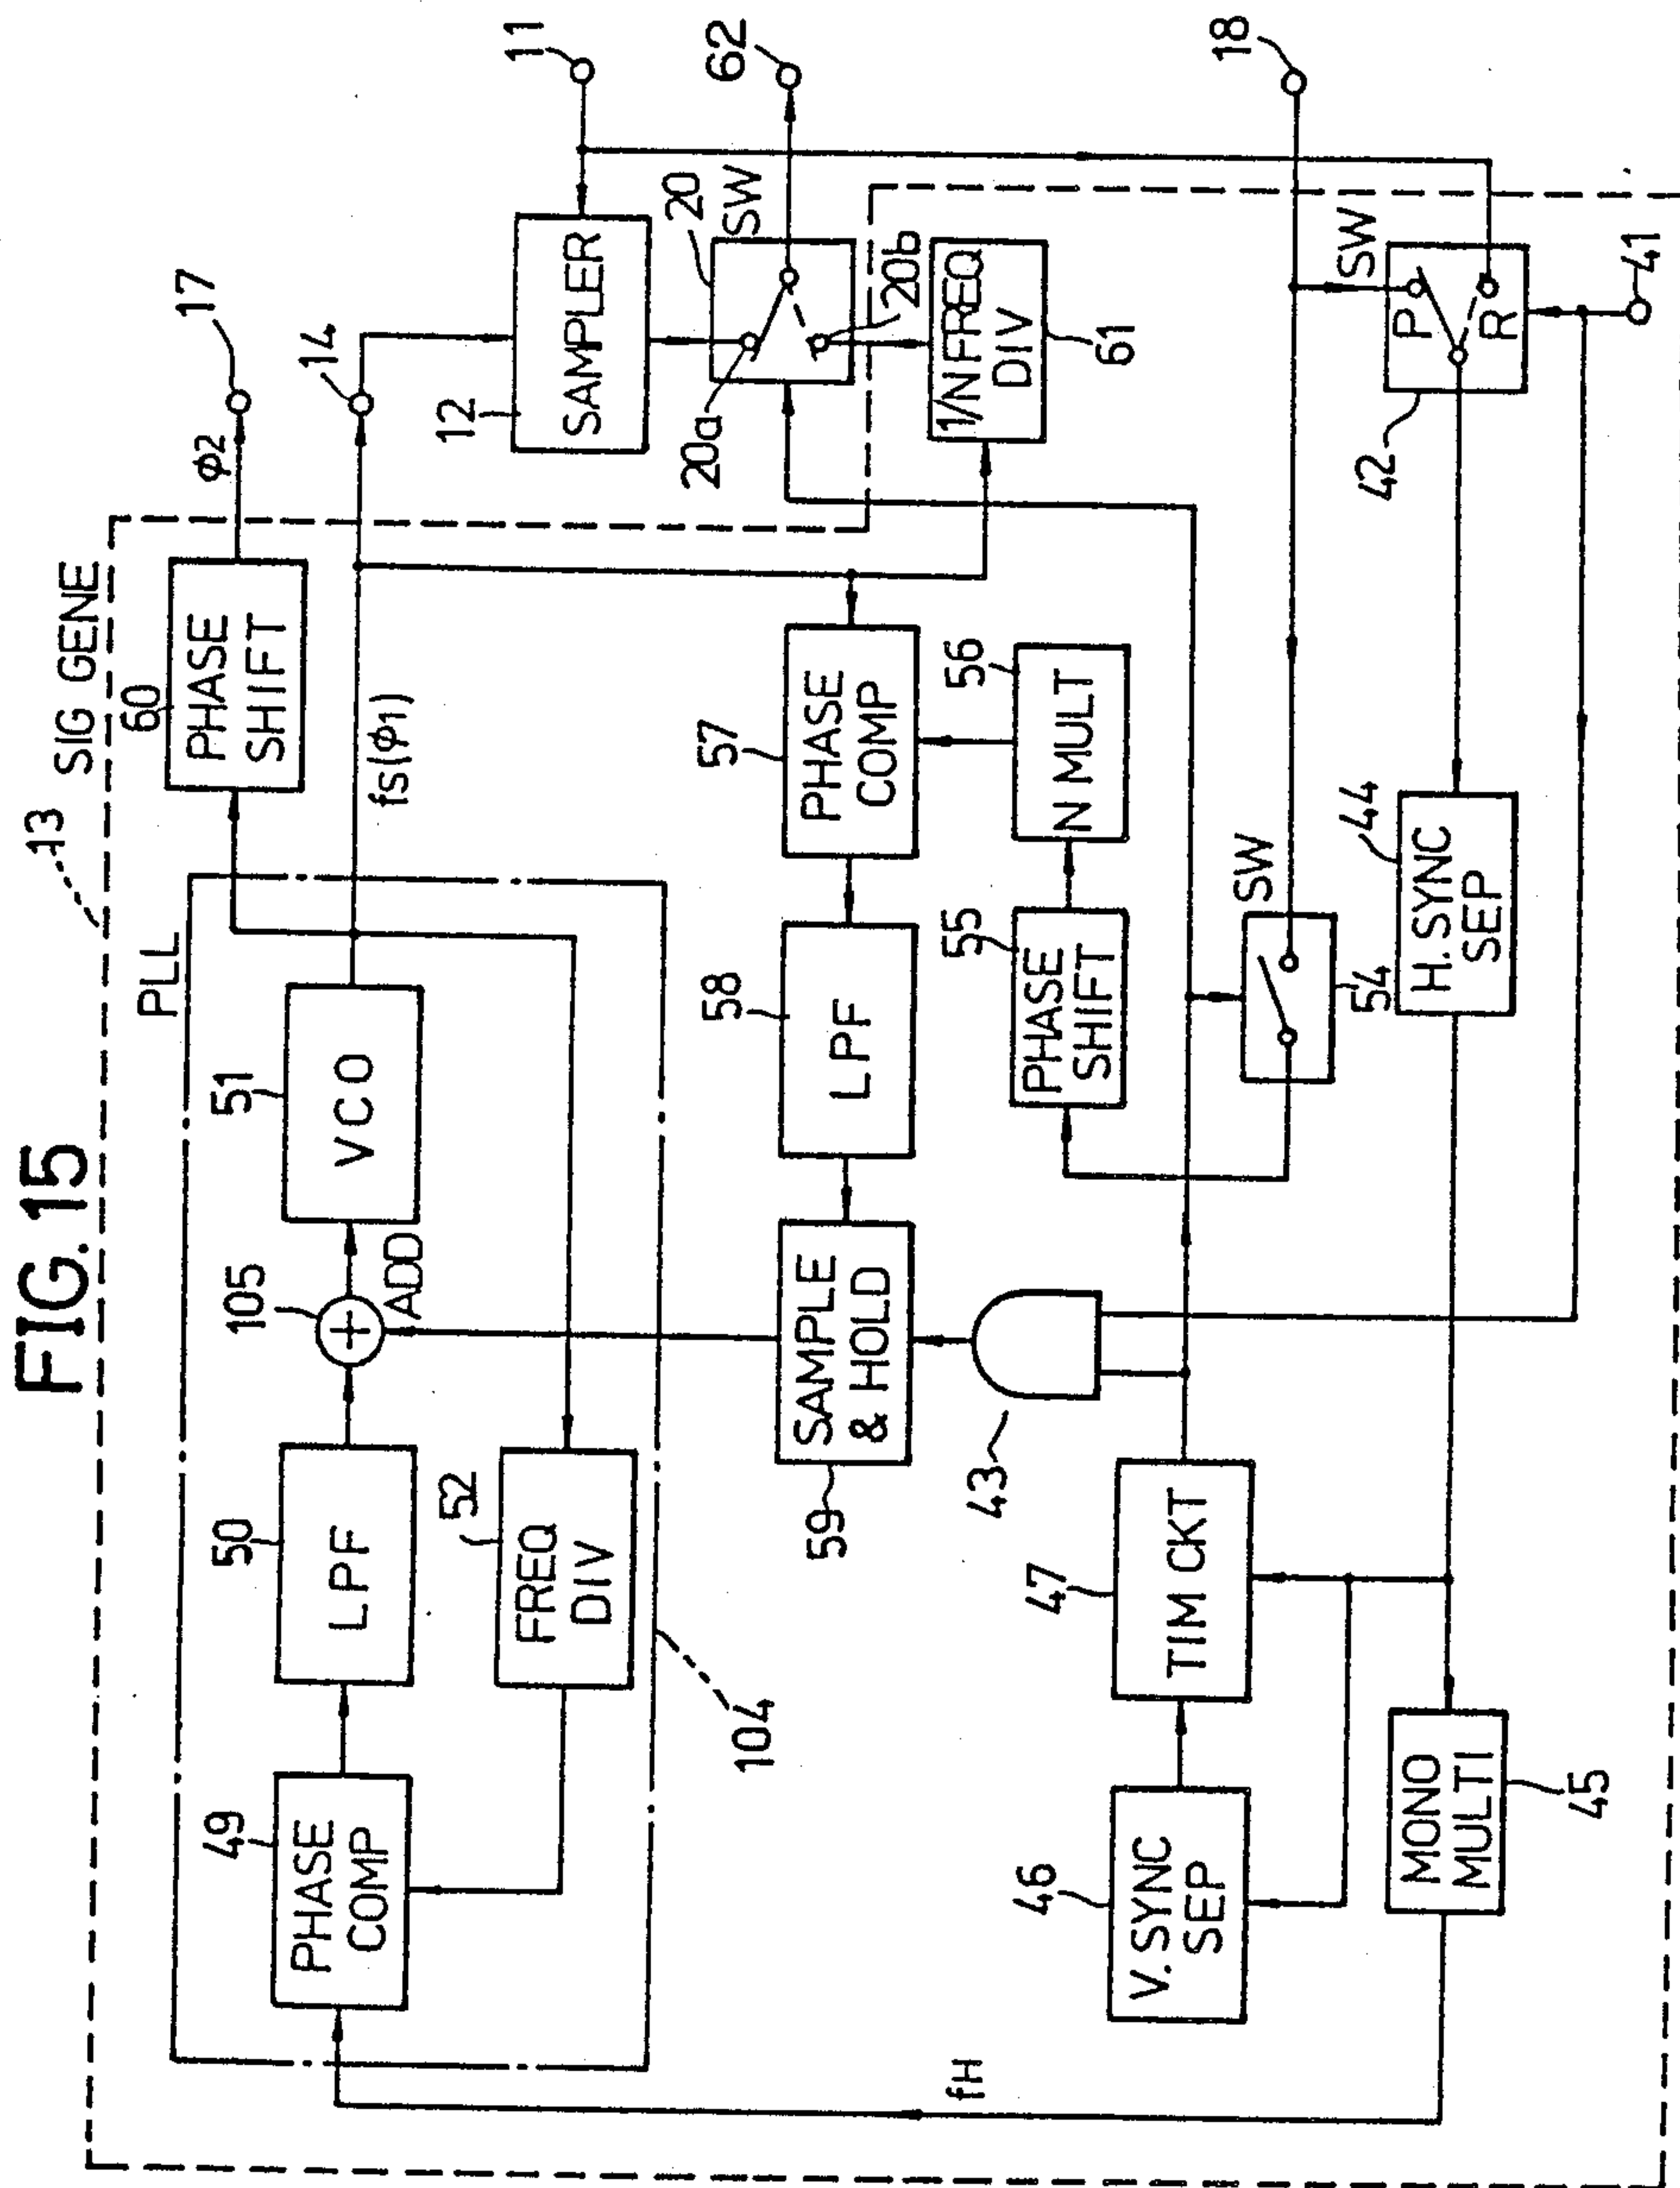 FIG. 15
13
SIG GENE
PLL
49
PHASE
COMP
50
LPF
105
ADD
51
VCO
52
FREQ
DIV
104
60
PHASE
SHIFT
φ2
17
fs(φ1)
14
11
12
SAMPLER
20
SW
20a
20b
62
1/N FREQ
DIV
61
57
PHASE
COMP
58
LPF
SAMPLE
& HOLD
59
56
N MULT
55
PHASE
SHIFT
43
SW
54
18
47
TIM CKT
46
V. SYNC
SEP
44
H. SYNC
SEP
45
MONO
MULTI
SW
P
R
42
41
fH